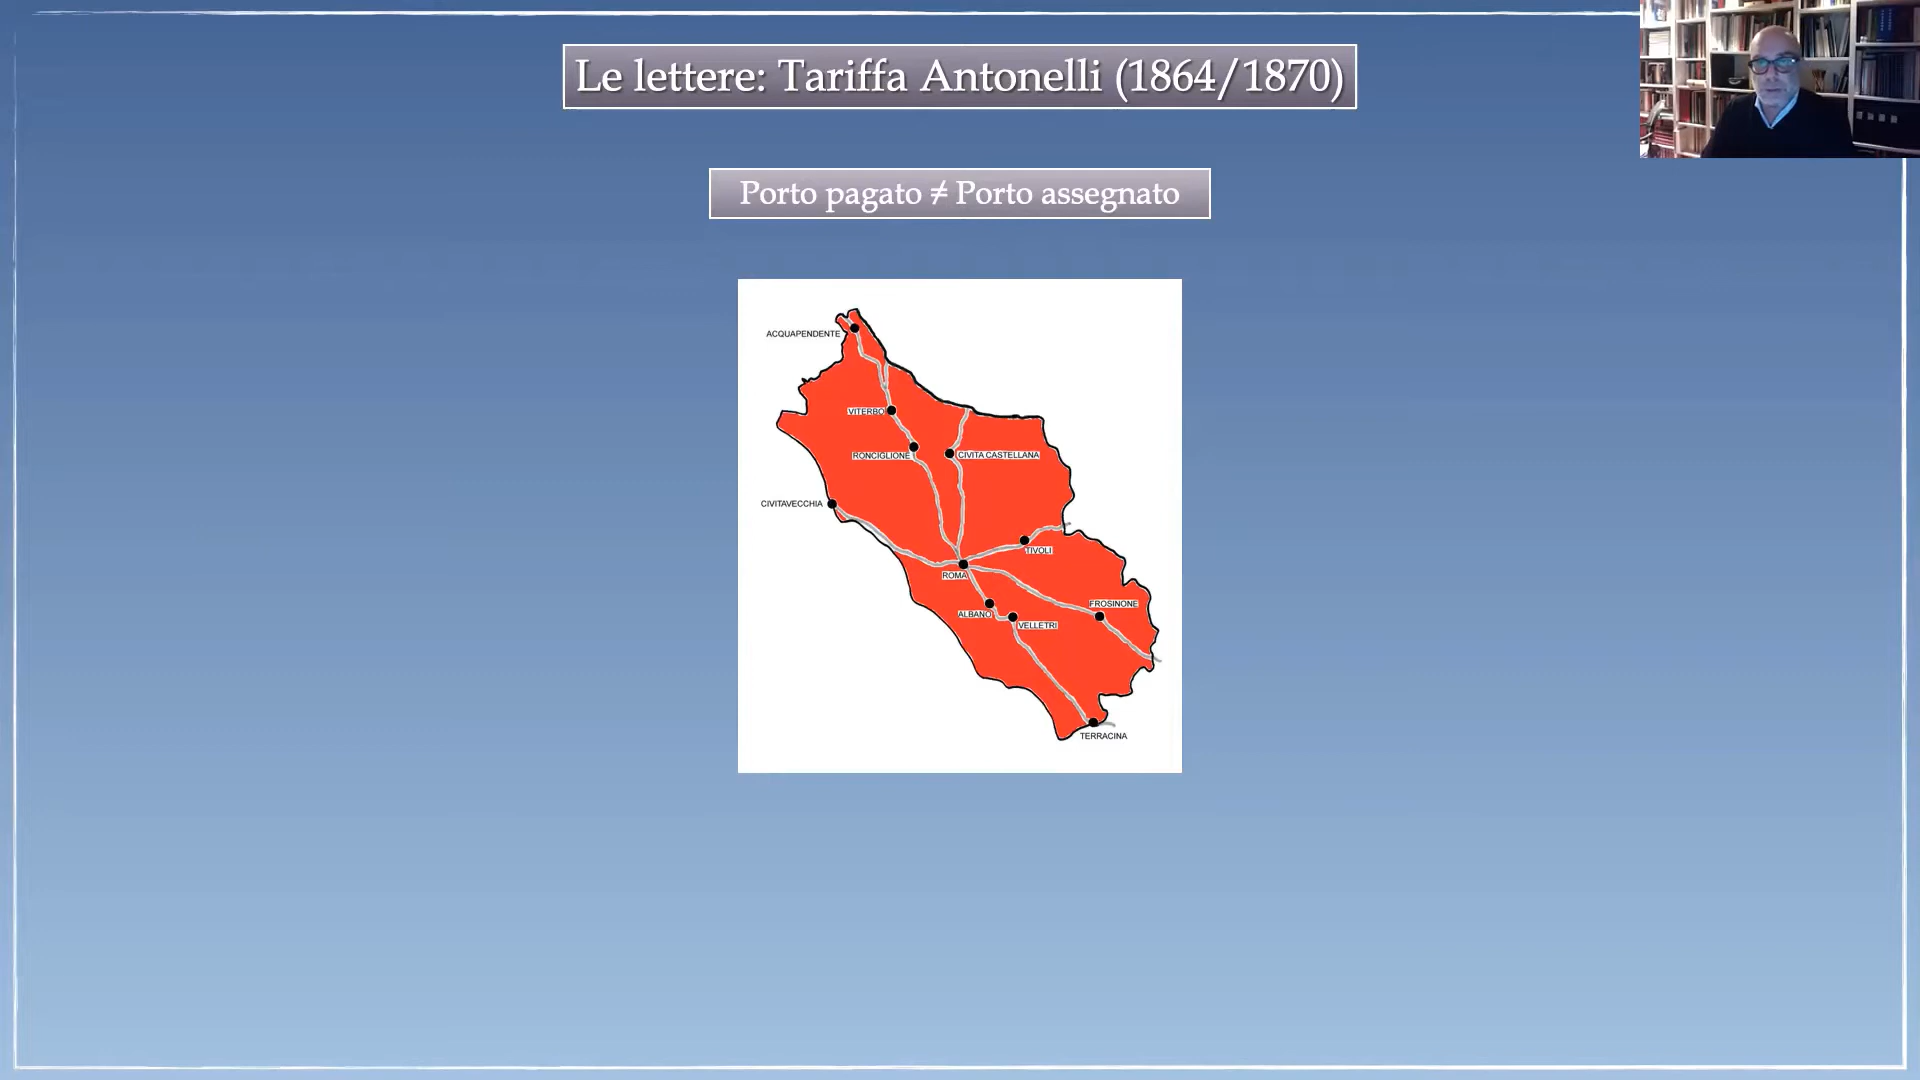 Le lettere: Tariffa Antonelli (1864/1870)
Porto pagato ≠ Porto assegnato
ACQUAPENDENTE
VITERBO
RONCIGLIONE
CIVITA CASTELLANA
CIVITAVECCHIA
TIVOLI
ROMA
FROSINONE
ALBANO
VELLETRI
TERRACINA